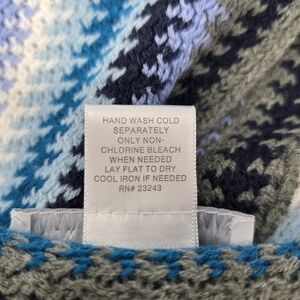 HAND WASH COLD
SEPARATELY
ONLY NON-
CHLORINE BLEACH
WHEN NEEDED
LAY FLAT TO DRY
COOL IRON IF NEEDED
RN# 23243